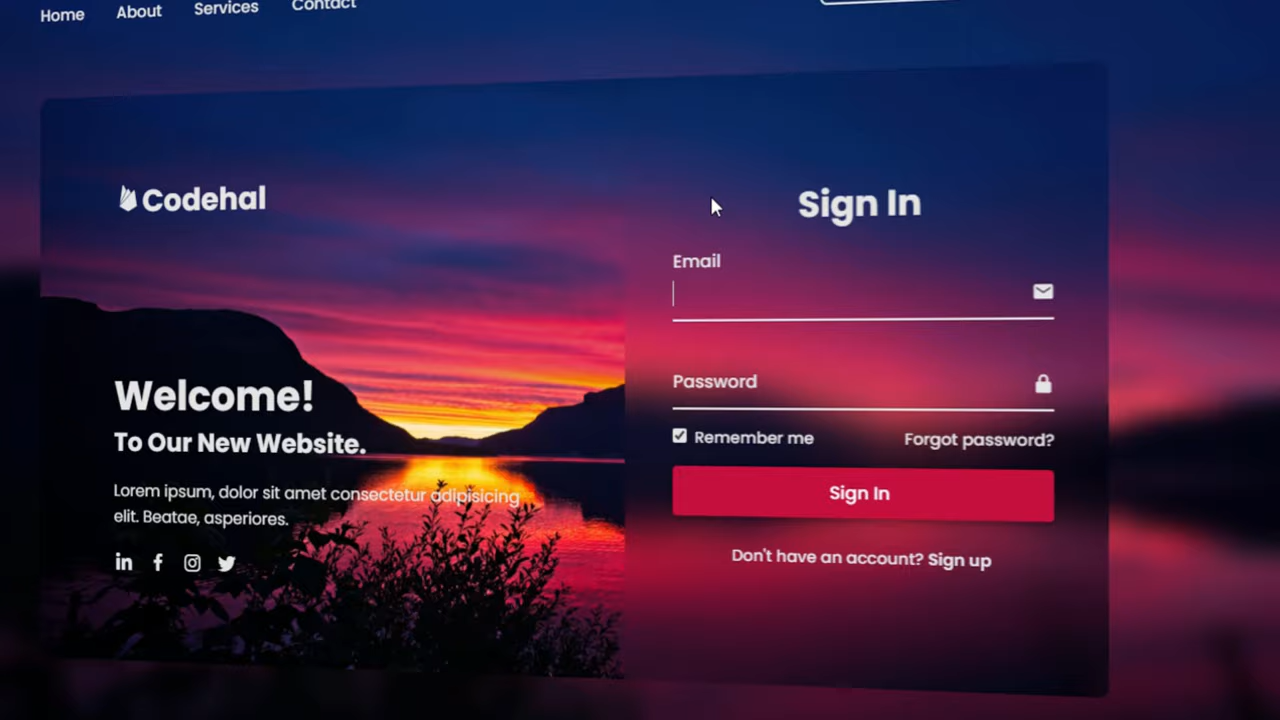 Home About Services Contact
Codehal
Welcome!
To Our New Website.
Lorem ipsum, dolor sit amet consectetur adipisicing
elit. Beatae, asperiores.
Sign In
Email
Password
Remember me Forgot password?
Sign In
Don't have an account? Sign up